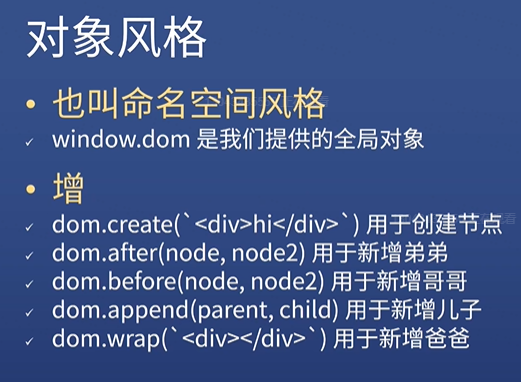 对象风格
• 也叫命名空间风格
✓ window.dom 是我们提供的全局对象
• 增
✓ dom.create(`<div>hi</div>`) 用于创建节点
✓ dom.after(node, node2) 用于新增弟弟
✓ dom.before(node, node2) 用于新增哥哥
✓ dom.append(parent, child) 用于新增儿子
✓ dom.wrap(`<div></div>`) 用于新增爸爸